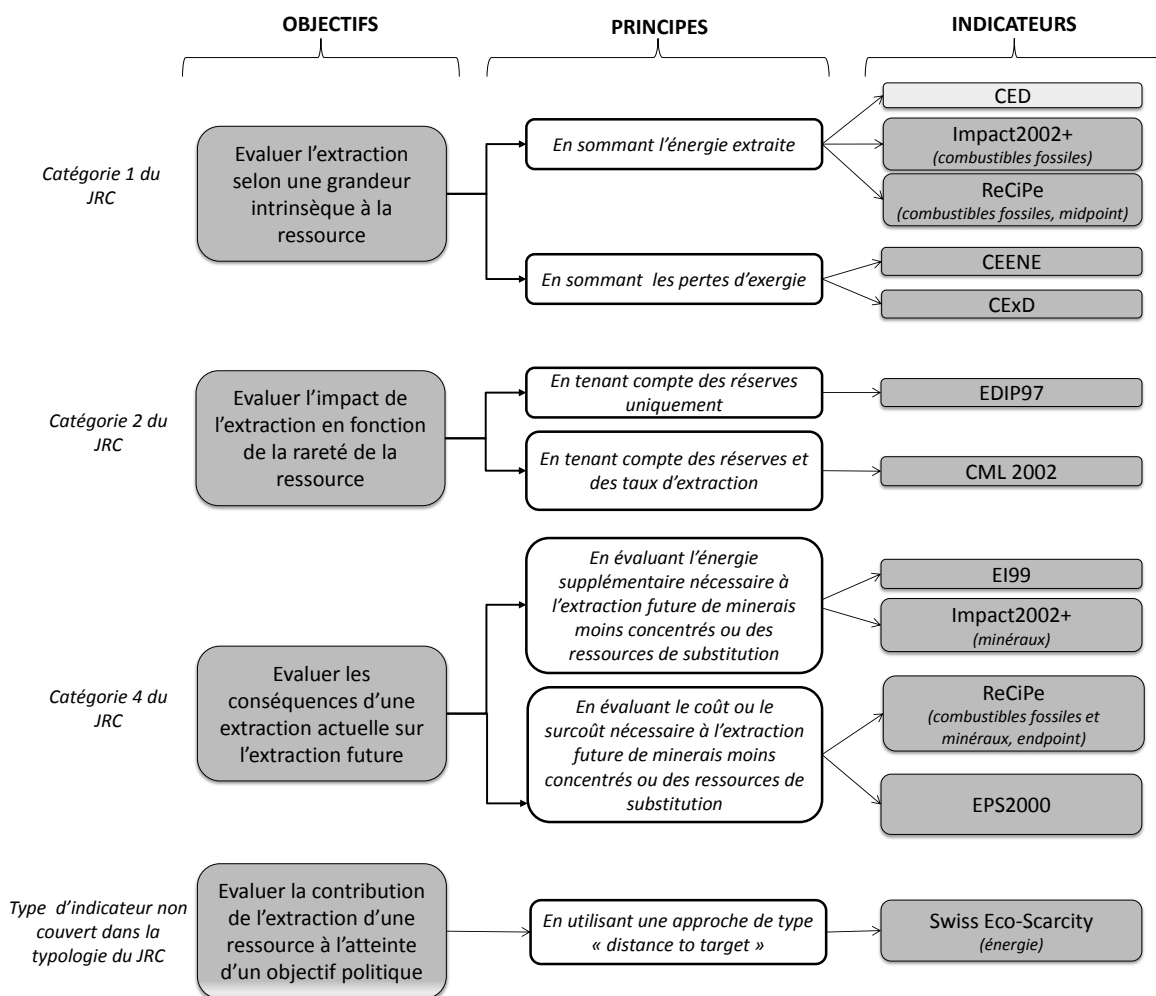 OBJECTIFS
PRINCIPES
INDICATEURS
Catégorie 1 du
JRC
Evaluer l'extraction
selon une grandeur
intrinsèque à la
ressource
En sommant l'énergie extraite
CED
Impact2002+
(combustibles fossiles)
ReCiPe
(combustibles fossiles, midpoint)
En sommant les pertes d'exergie
CEENE
CExD
Catégorie 2 du
JRC
Evaluer l'impact de
l'extraction en fonction
de la rareté de la
ressource
En tenant compte des réserves
uniquement
EDIP97
En tenant compte des réserves et
des taux d'extraction
CML 2002
Catégorie 4 du
JRC
Evaluer les
conséquences d'une
extraction actuelle sur
l'extraction future
En évaluant l'énergie
supplémentaire nécessaire à
l'extraction future de minerais
moins concentrés ou des
ressources de substitution
EI99
Impact2002+
(minéraux)
En évaluant le coût ou le
surcoût nécessaire à l'extraction
future de minerais moins
concentrés ou des ressources de
substitution
ReCiPe
(combustibles fossiles et
minéraux, endpoint)
EPS2000
Type d'indicateur non
couvert dans la
typologie du JRC
Evaluer la contribution
de l'extraction d'une
ressource à l'atteinte
d'un objectif politique
En utilisant une approche de type
« distance to target »
Swiss Eco-Scarcity
(énergie)